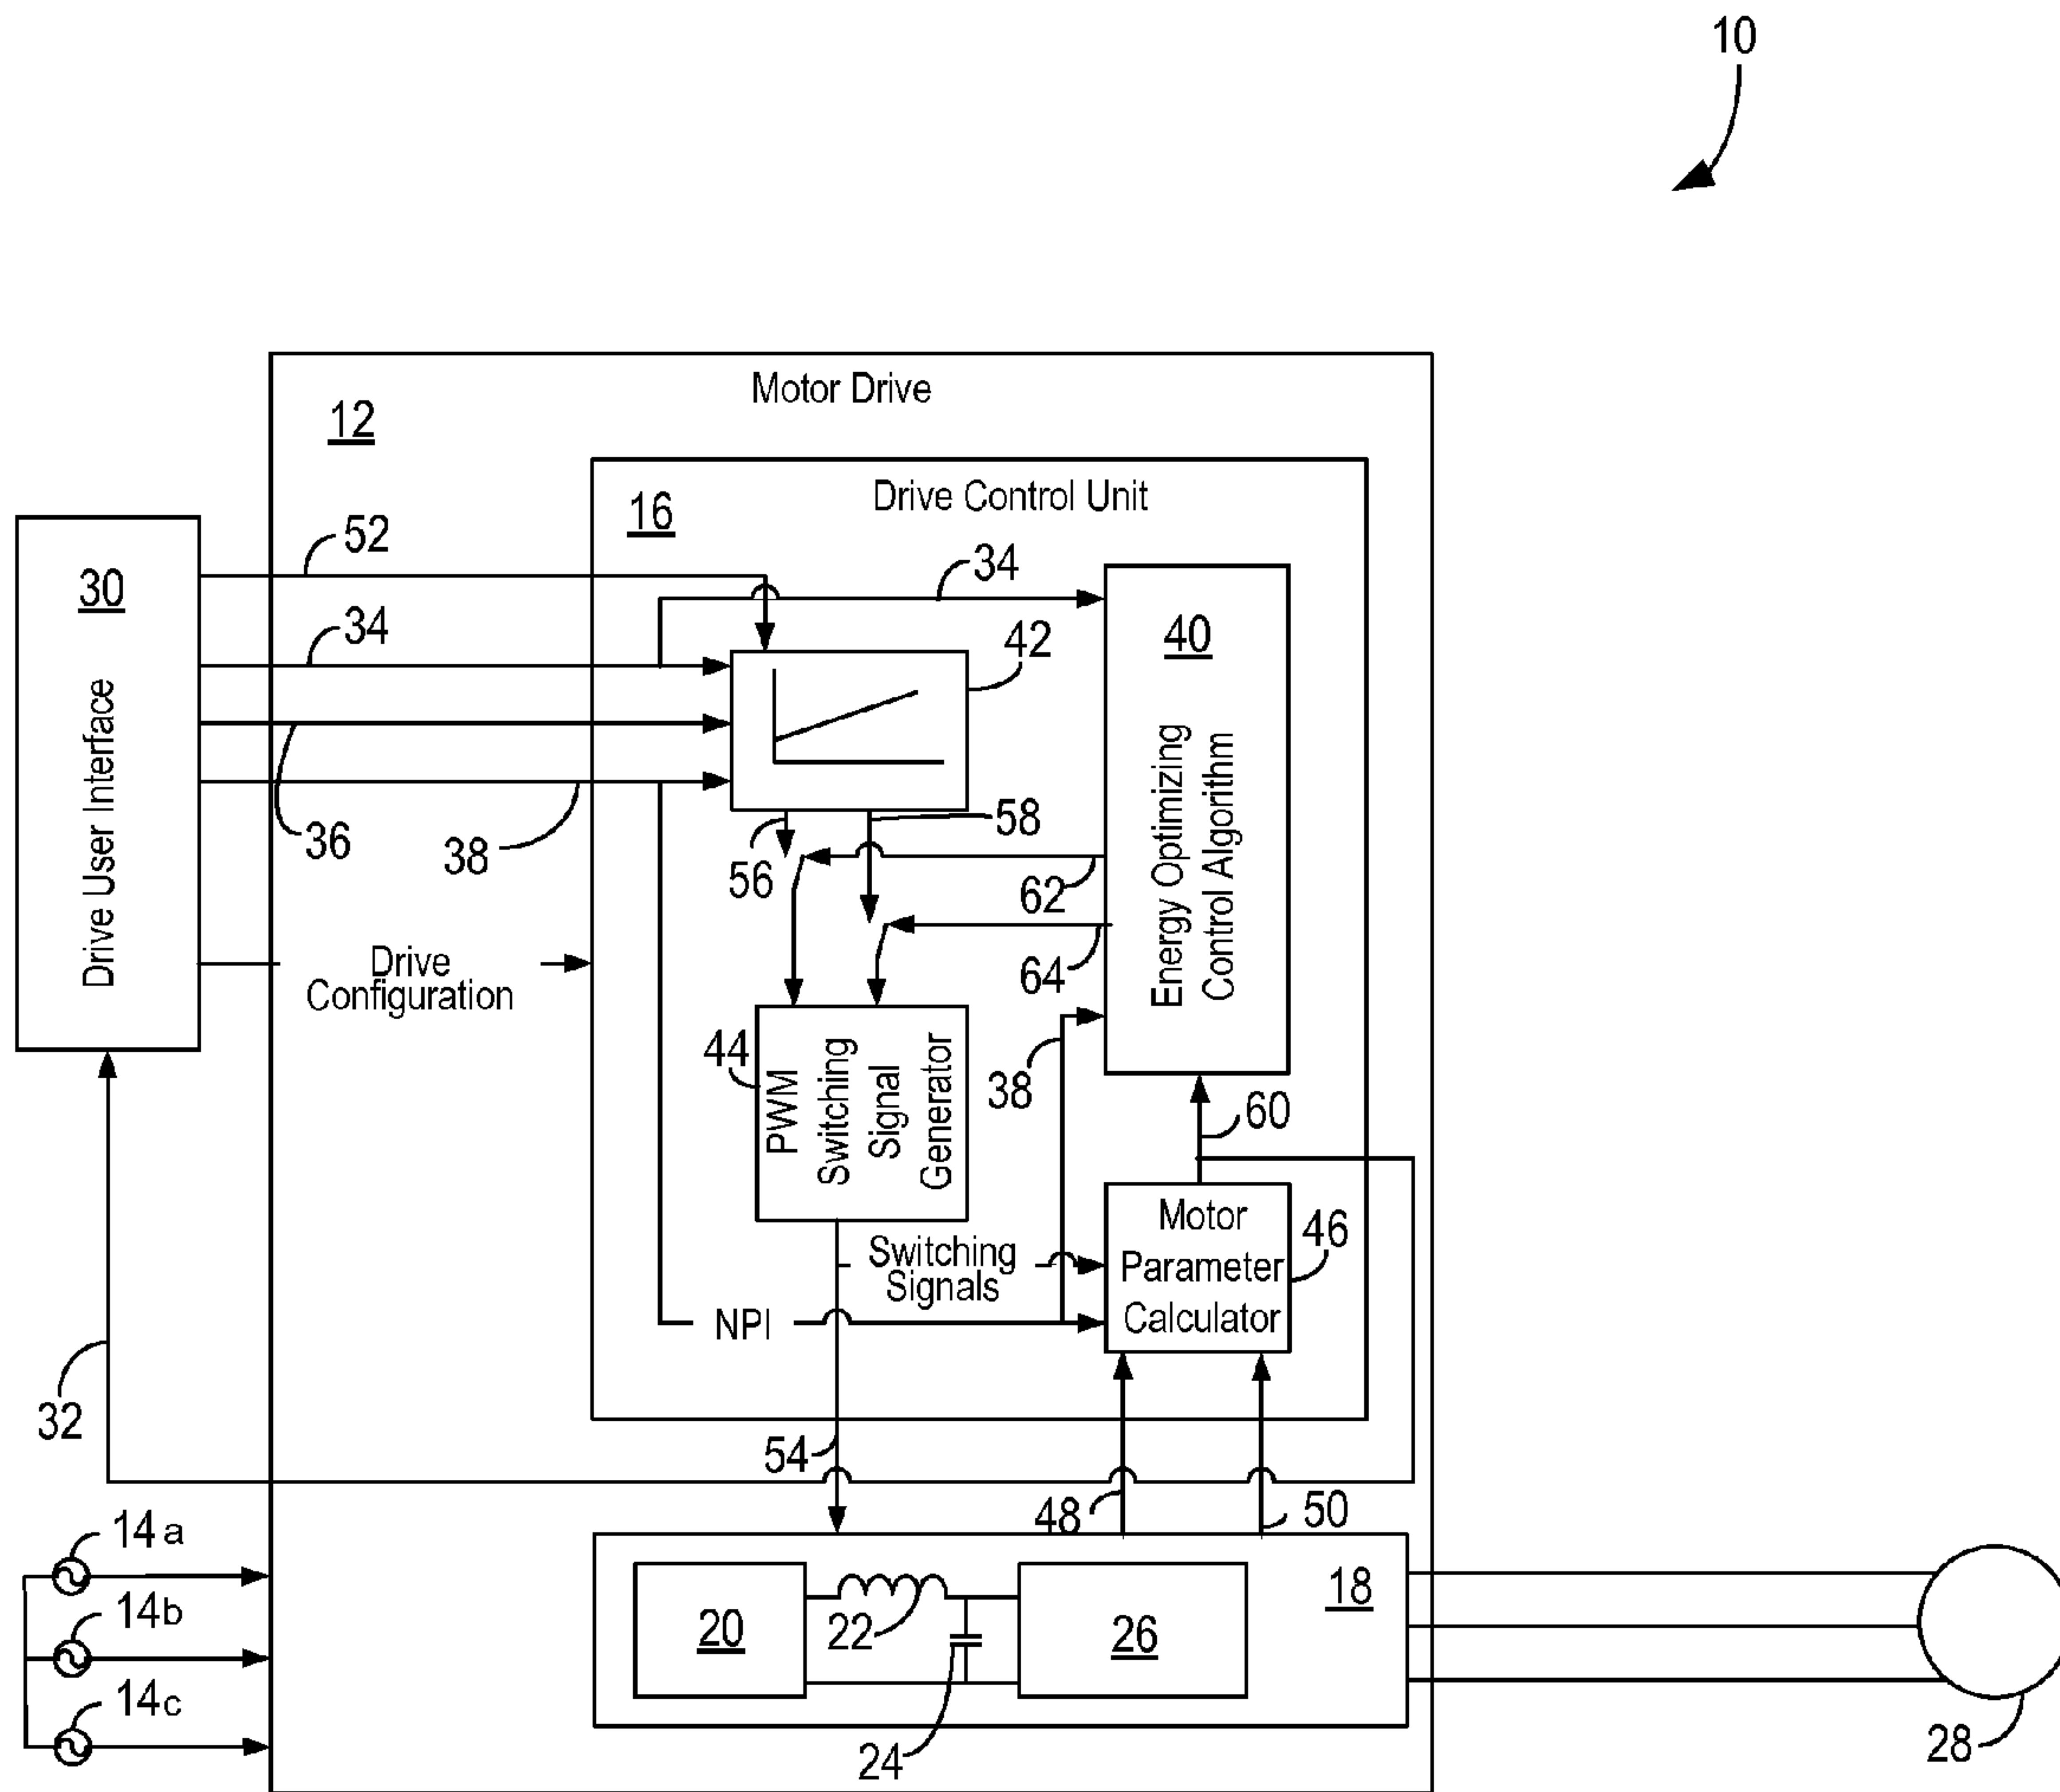 10
Motor Drive
12
Drive Control Unit
16
52
34
30
34
42
40
Drive User Interface
Energy Optimizing
Control Algorithm
36
38
56
58
62
64
Drive
Configuration
44
PWM
Switching
Signal
Generator
38
60
Motor
Parameter
Calculator
46
Switching
Signals
NPI
32
54
48
50
14a
14b
14c
18
20
22
26
24
28